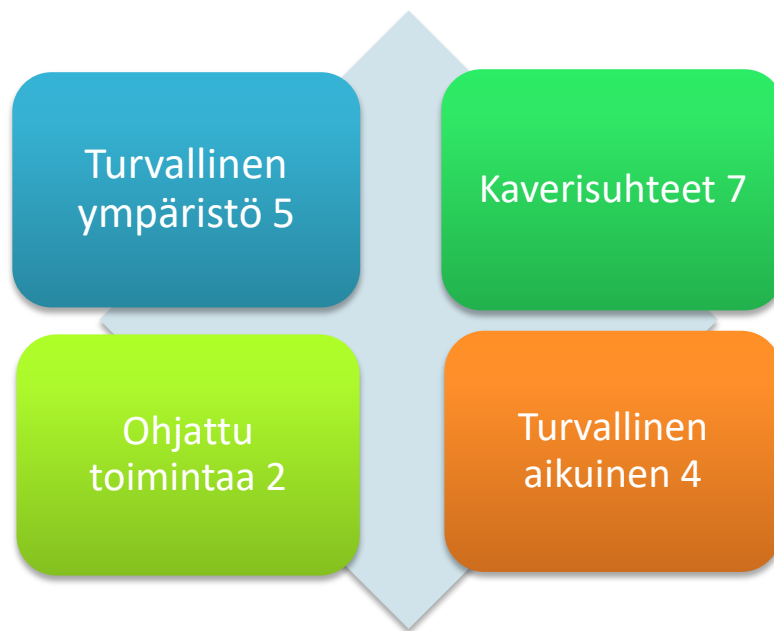 Turvallinen
ympäristö 5
Kaverisuhteet 7
Ohjattu
toimintaa 2
Turvallinen
aikuinen 4